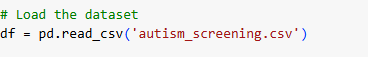 # Load the dataset
df = pd.read_csv('autism_screening.csv')